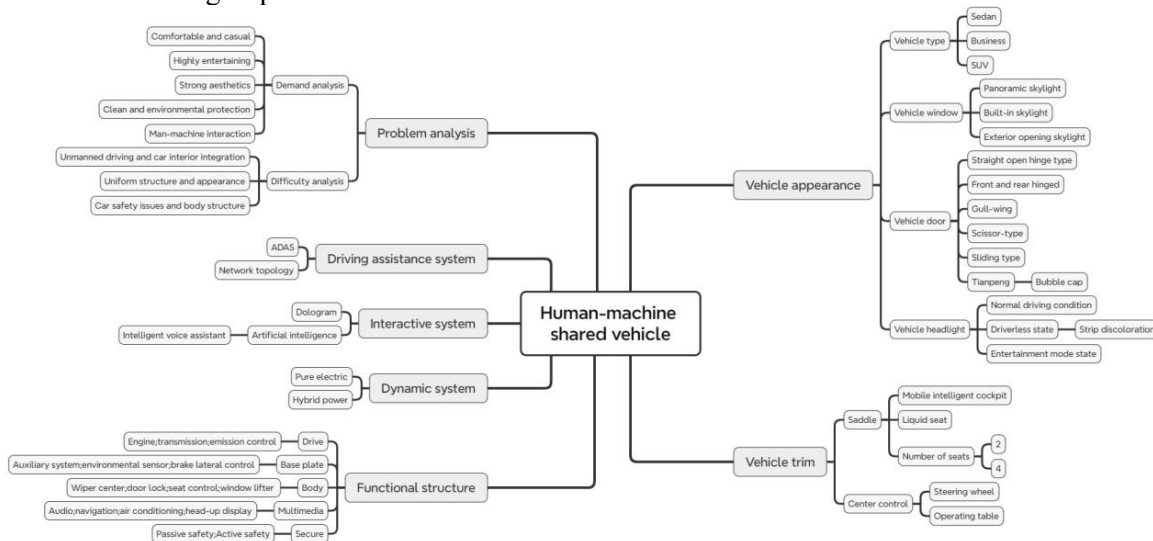 Comfortable and casual
Highly entertaining
Strong aesthetics
Clean and environmental protection
Man-machine interaction
Demand analysis
Unmanned driving and car interior integration
Uniform structure and appearance
Car safety issues and body structure
Difficulty analysis
Problem analysis
ADAS
Network topology
Driving assistance system
Dologram
Intelligent voice assistant
Artificial intelligence
Interactive system
Pure electric
Hybrid power
Dynamic system
Engine;transmission;emission control
Drive
Auxiliary system;environmental sensor;brake lateral control
Base plate
Wiper center;door lock;seat control;window lifter
Body
Audio;navigation;air conditioning;head-up display
Multimedia
Passive safety;Active safety
Secure
Functional structure
Human-machine
shared vehicle
Vehicle appearance
Vehicle type
Sedan
Business
SUV
Vehicle window
Panoramic skylight
Built-in skylight
Exterior opening skylight
Vehicle door
Straight open hinge type
Front and rear hinged
Gull-wing
Scissor-type
Sliding type
Tianpeng
Bubble cap
Vehicle headlight
Normal driving condition
Driverless state
Strip discoloration
Entertainment mode state
Vehicle trim
Saddle
Mobile intelligent cockpit
Liquid seat
Number of seats
2
4
Center control
Steering wheel
Operating table